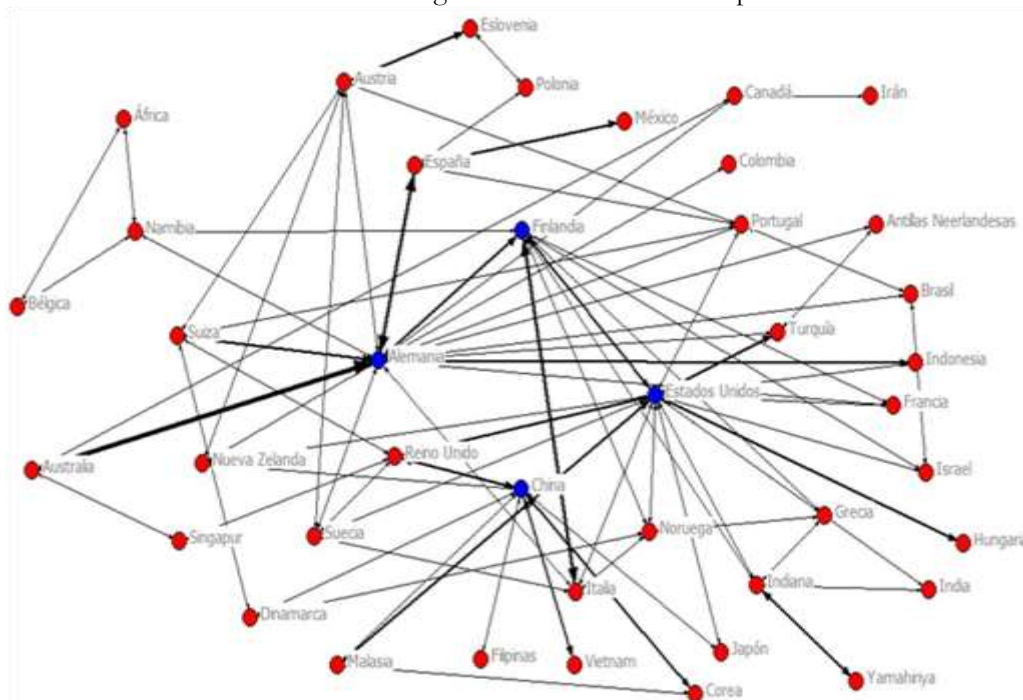 Eslovenia
Austria
Polonia
Canadá
Irán
África
México
España
Colombia
Namibia
Finlandia
Portugal
Antillas Neerlandesas
Brasil
Bélgica
Suiza
Turquía
Alemania
Indonesia
Estados Unidos
Francia
Australia
Nueva Zelanda
Reino Unido
Israel
China
Singapur
Suecia
Noruega
Grecia
Hungaria
Italia
Indiana
India
Dinamarca
Malasia
Filipinas
Vietnam
Japón
Yamahinya
Corea